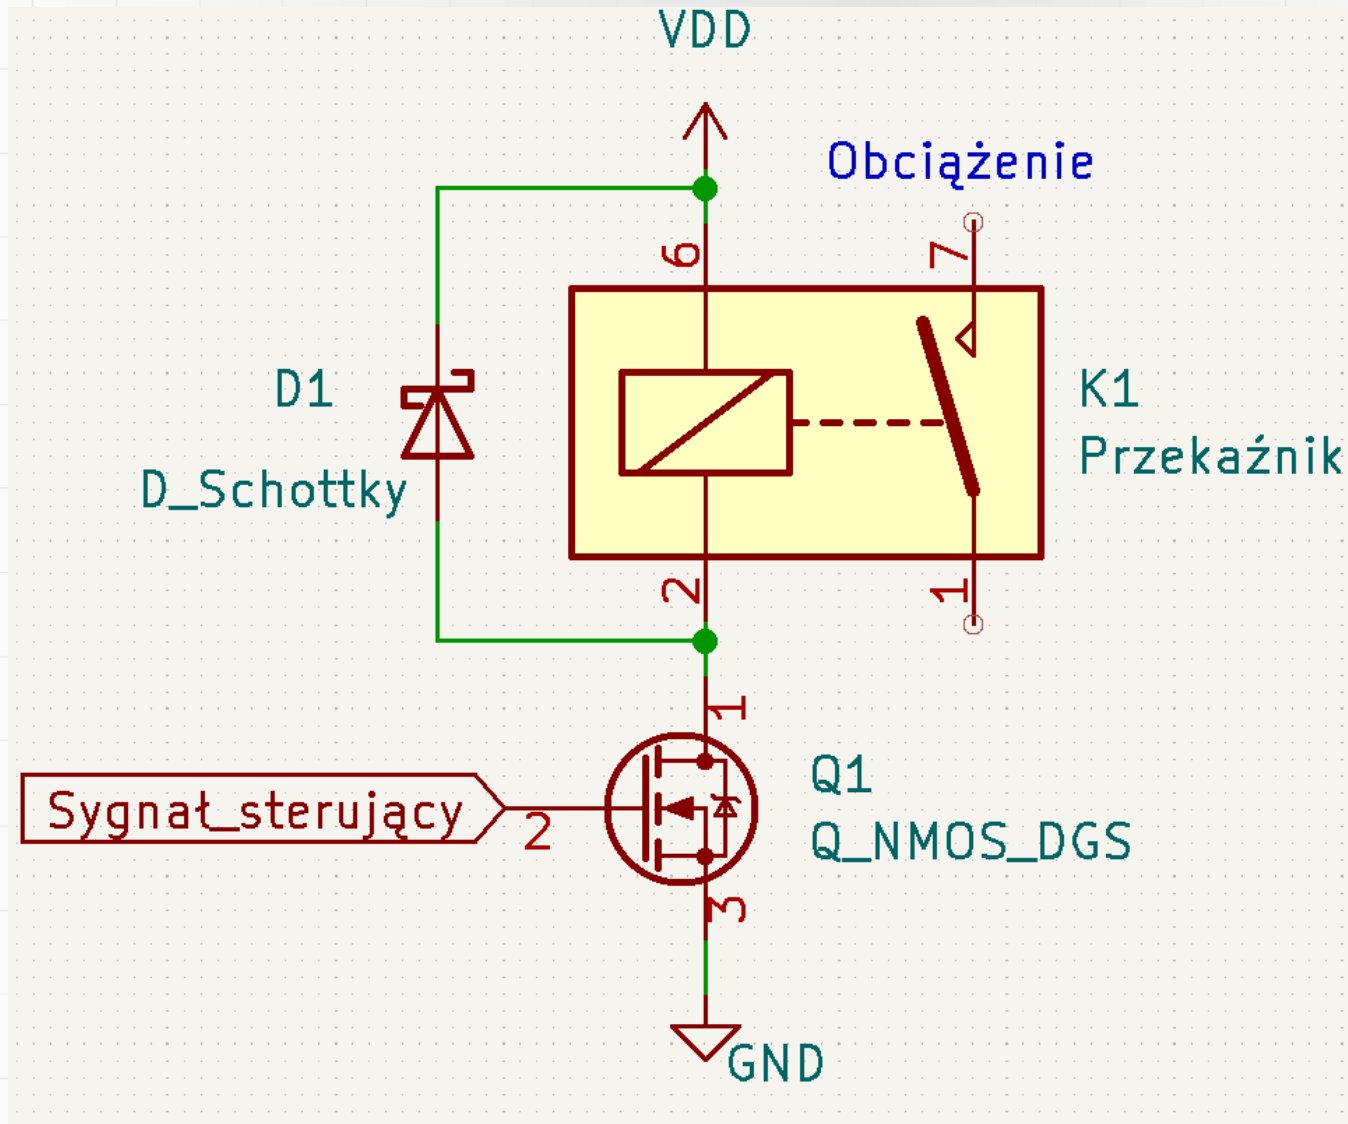 VDD
Obciążenie
6
7
D1
D_Schottky
K1
Przekaźnik
2
1
1
Sygnał_sterujący
2
Q1
Q_NMOS_DGS
3
GND